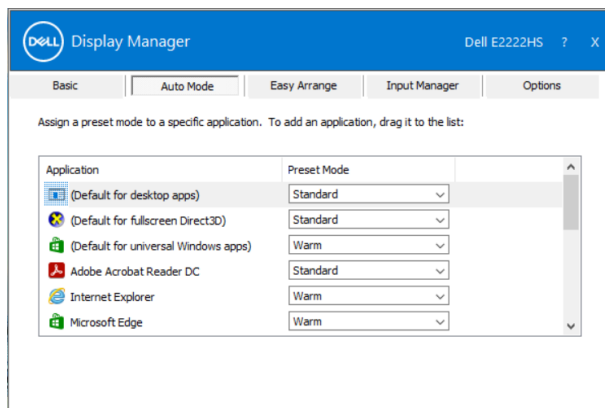 DELL Display Manager Dell E2222HS ? X
Basic Auto Mode Easy Arrange Input Manager Options
Assign a preset mode to a specific application. To add an application, drag it to the list:
Application Preset Mode
(Default for desktop apps) Standard
(Default for fullscreen Direct3D) Standard
(Default for universal Windows apps) Warm
Adobe Acrobat Reader DC Standard
Internet Explorer Warm
Microsoft Edge Warm